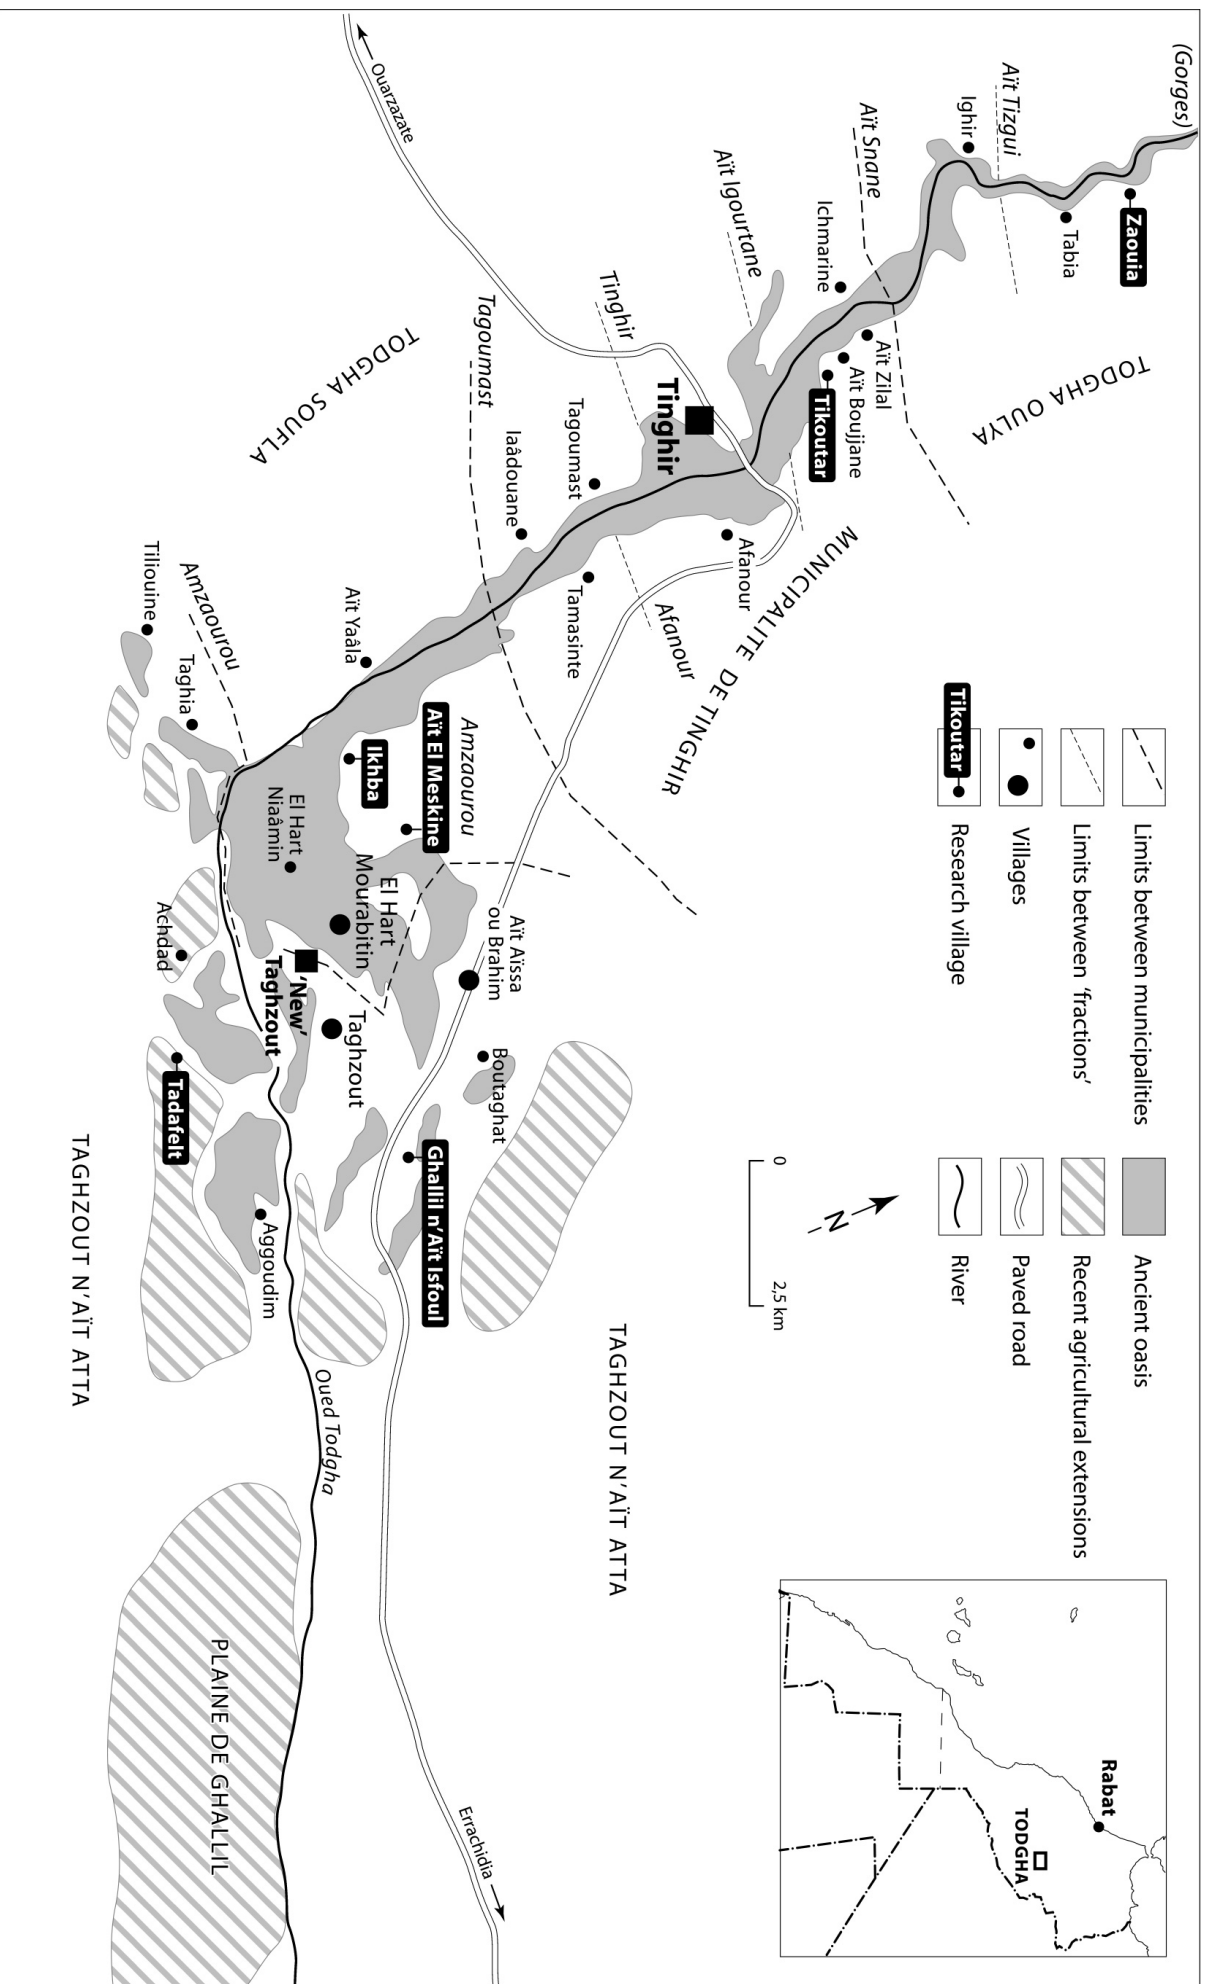 (Gorges)
Zaouia
Tabia
Aït Tizgui
Ighir
Aït Snane
TODGHA OULYA
Ichmarine
Aït Zilal
Aït Boujjane
Tikoutar
Aït Igourtane
Tinghir
Tinghir
Ouarzazate
Afanour
MUNICIPALITE DE TINGHIR
Afanour
Tagoumast
Tagoumast
Iaâdouane
Tamasinte
TODGHA SOUFLA
Aït Yaâla
Amzaourou
Tiliouine
Taghia
Amzaourou
Aït El Meskine
Ikhba
El Hart
Niaâmin
El Hart
Mourabitin
Aït Aïssa
ou Brahim
Achdad
'New'
Taghzout
Taghzout
Boutaghat
Tadafelt
Ghallil n'Aït Isfoul
Aggoudim
TAGHZOUT N'AÏT ATTA
TAGHZOUT N'AÏT ATTA
Oued Todgha
PLAINE DE GHALLIL
Errachidia
Limits between municipalities
Limits between 'fractions'
Villages
Tikoutar
Research village
Ancient oasis
Recent agricultural extensions
Paved road
River
N
0
2,5 km
Rabat
TODGHA